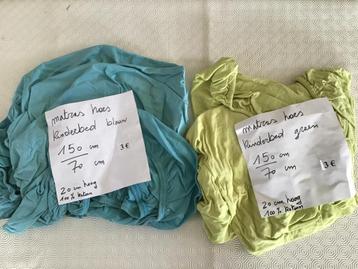 matras hoes
kinderbed blauw
150 cm
70 cm
3€
20 cm hoog
100% katoen
matras hoes
kinderbed green
150 cm
70 cm
3€
20 cm hoog
100% katoen